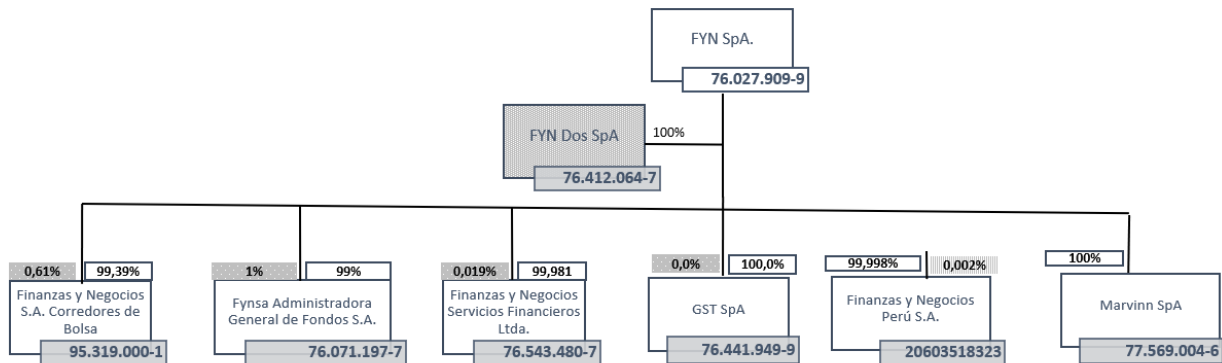 FYN SpA.
76.027.909-9
FYN Dos SpA
100%
76.412.064-7
0,61%
99,39%
Finanzas y Negocios
S.A. Corredores de
Bolsa
95.319.000-1
1%
99%
Fynsa Administradora
General de Fondos S.A.
76.071.197-7
0,019%
99,981
Finanzas y Negocios
Servicios Financieros
Ltda.
76.543.480-7
0,0%
100,0%
GST SpA
76.441.949-9
99,998%
0,002%
Finanzas y Negocios
Perú S.A.
20603518323
100%
Marvinn SpA
77.569.004-6